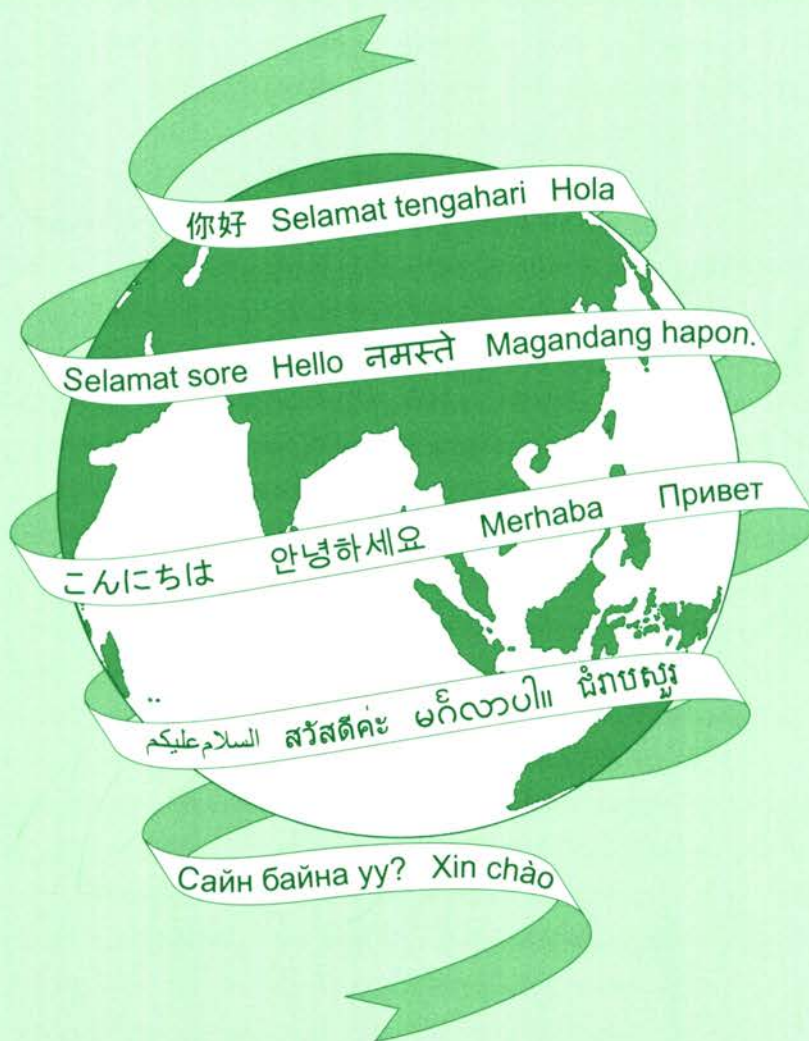 你好 Selamat tengahari Hola
Selamat sore Hello नमस्ते Magandang hapon.
こんにちは 안녕하세요 Merhaba Привет
السلام عليكم สวัสดีค่ะ မင်္ဂလာပါ။ ជំរាបសួរ
Сайн байна уу? Xin chào